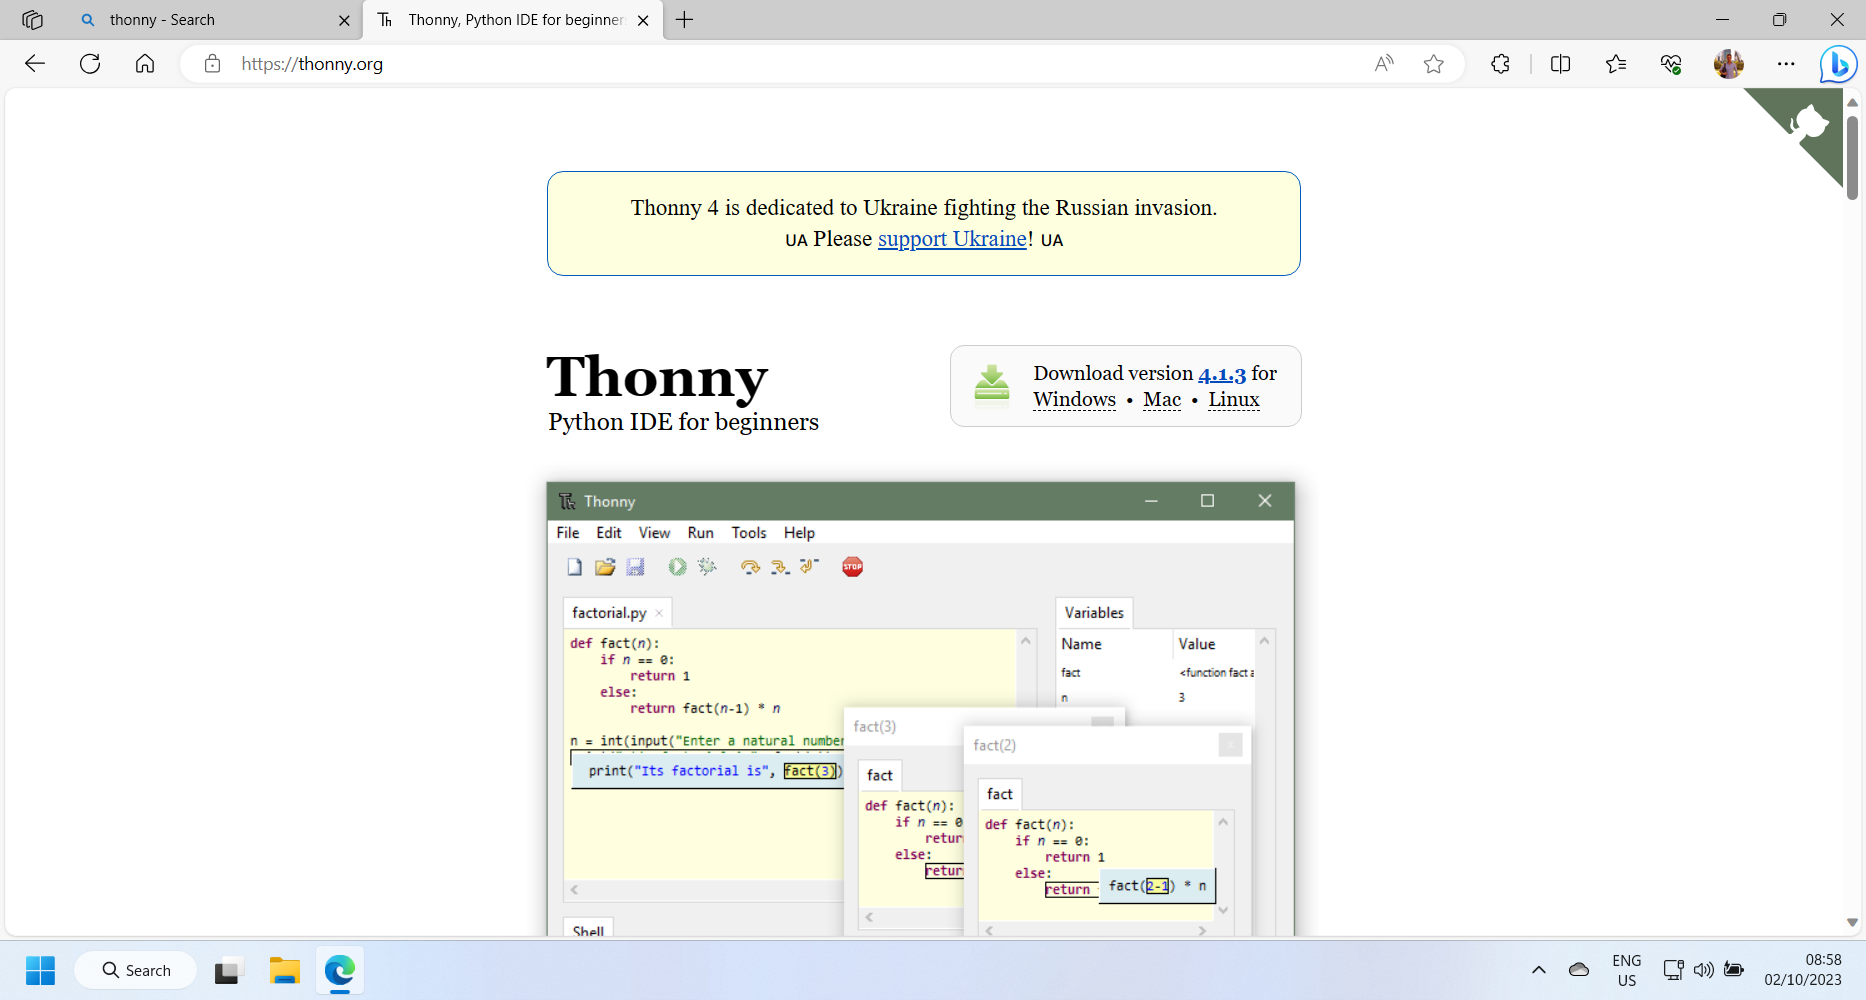 thonny - Search
Thonny, Python IDE for beginners
https://thonny.org
Thonny 4 is dedicated to Ukraine fighting the Russian invasion.
UA Please support Ukraine! UA
Thonny
Python IDE for beginners
Download version 4.1.3 for
Windows • Mac • Linux
Th Thonny
File Edit View Run Tools Help
STOP
factorial.py
def fact(n):
if n == 0:
return 1
else:
return fact(n-1) * n
n = int(input("Enter a natural number
print("Its factorial is", fact(3))
Variables
Name Value
fact <function fact a
n 3
fact(3)
fact
def fact(n):
if n == 0
retur
else:
retur
fact(2)
fact
def fact(n):
if n == 0:
return 1
else:
return fact(2-1) * n
Shell
Search
ENG
US
08:58
02/10/2023